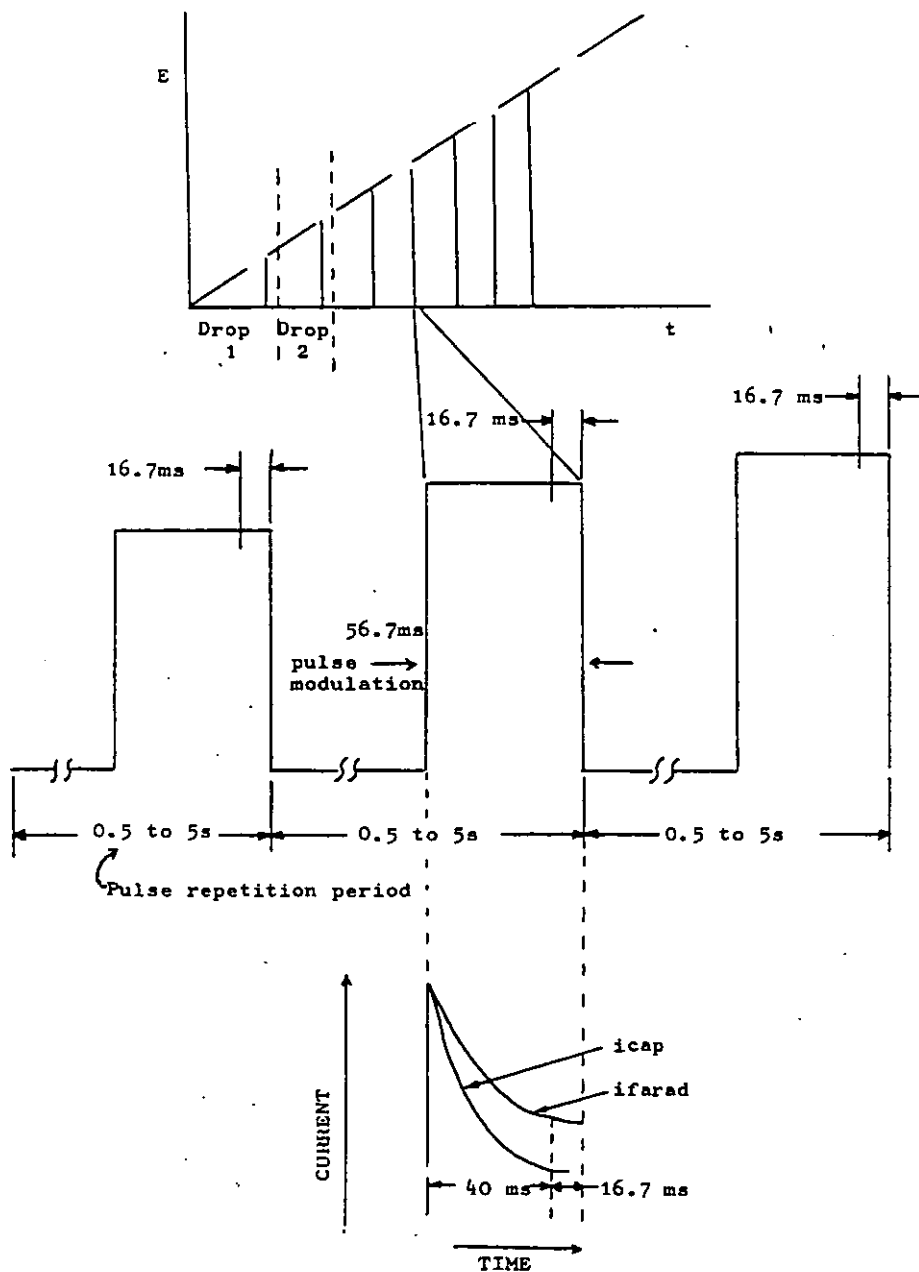 E
Drop
1
Drop
2
t
16.7 ms
16.7 ms
16.7ms
56.7ms
pulse
modulation
0.5 to 5s
0.5 to 5s
0.5 to 5s
Pulse repetition period
icap
ifarad
CURRENT
40 ms
16.7 ms
TIME